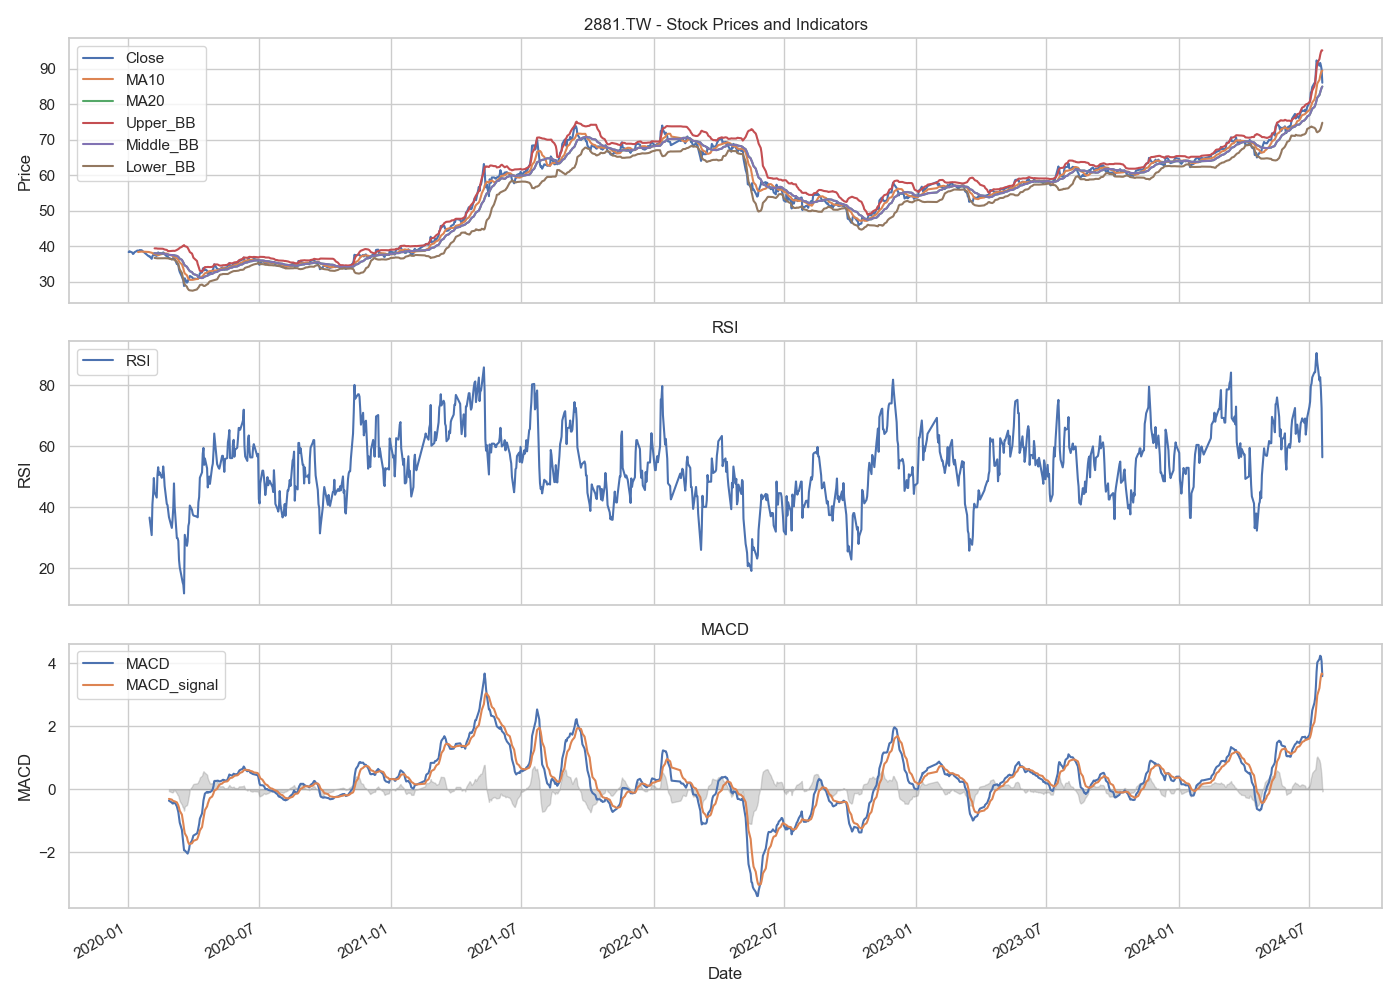 2881.TW - Stock Prices and Indicators
Close
MA10
MA20
Upper_BB
Middle_BB
Lower_BB
Price
90
80
70
60
50
40
30
RSI
RSI
RSI
80
60
40
20
MACD
MACD
MACD_signal
MACD
4
2
0
−2
2020-01
2020-07
2021-01
2021-07
2022-01
2022-07
2023-01
2023-07
2024-01
2024-07
Date